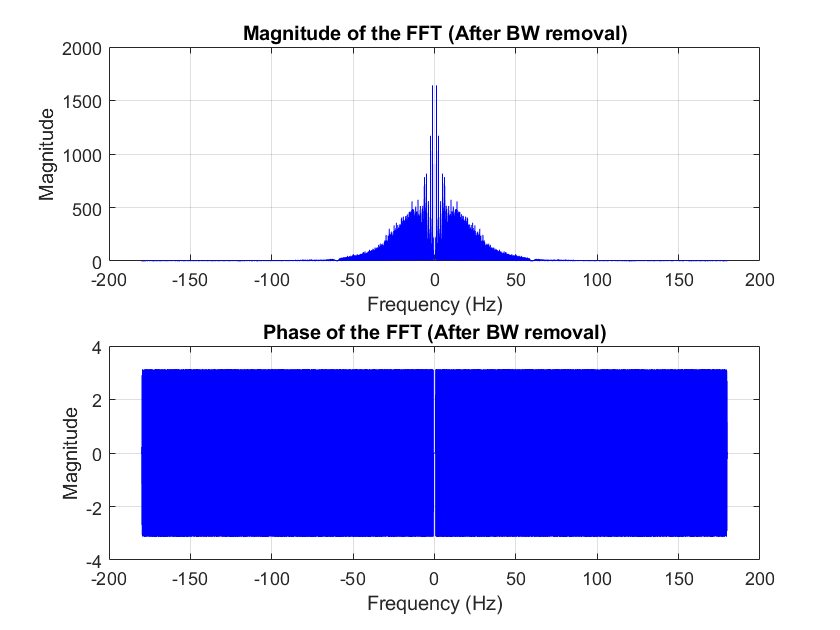 Magnitude of the FFT (After BW removal)
2000
1500
1000
500
0
Magnitude
-200 -150 -100 -50 0 50 100 150 200
Frequency (Hz)
Phase of the FFT (After BW removal)
4
2
0
-2
-4
Magnitude
-200 -150 -100 -50 0 50 100 150 200
Frequency (Hz)